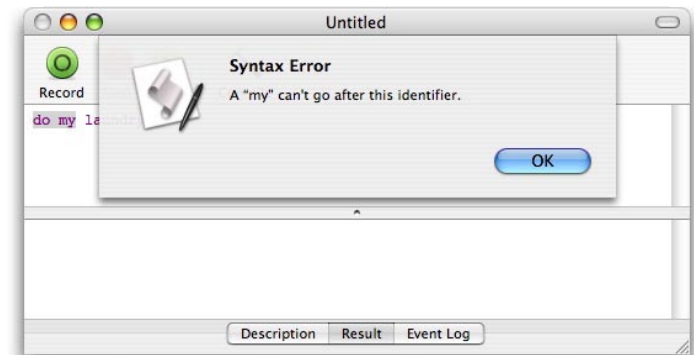 Untitled
Syntax Error
A “my” can't go after this identifier.
Record
do my
OK
Description Result Event Log